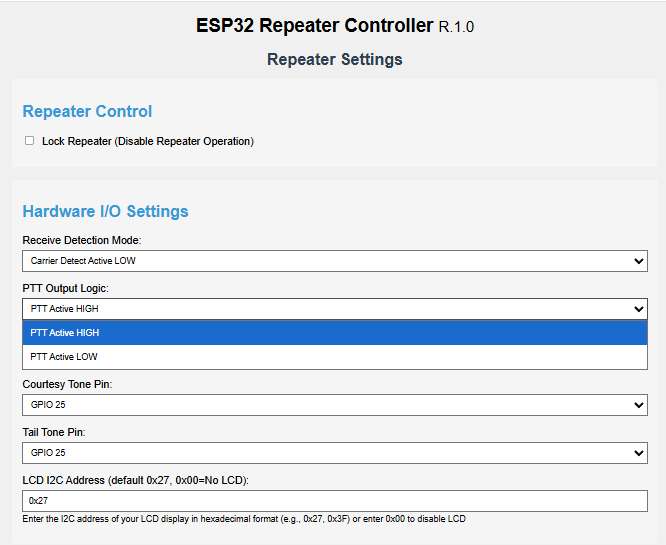 ESP32 Repeater Controller R.1.0
Repeater Settings
Repeater Control
Lock Repeater (Disable Repeater Operation)
Hardware I/O Settings
Receive Detection Mode:
Carrier Detect Active LOW
PTT Output Logic:
PTT Active HIGH
PTT Active HIGH
PTT Active LOW
Courtesy Tone Pin:
GPIO 25
Tail Tone Pin:
GPIO 25
LCD I2C Address (default 0x27, 0x00=No LCD):
0x27
Enter the I2C address of your LCD display in hexadecimal format (e.g., 0x27, 0x3F) or enter 0x00 to disable LCD